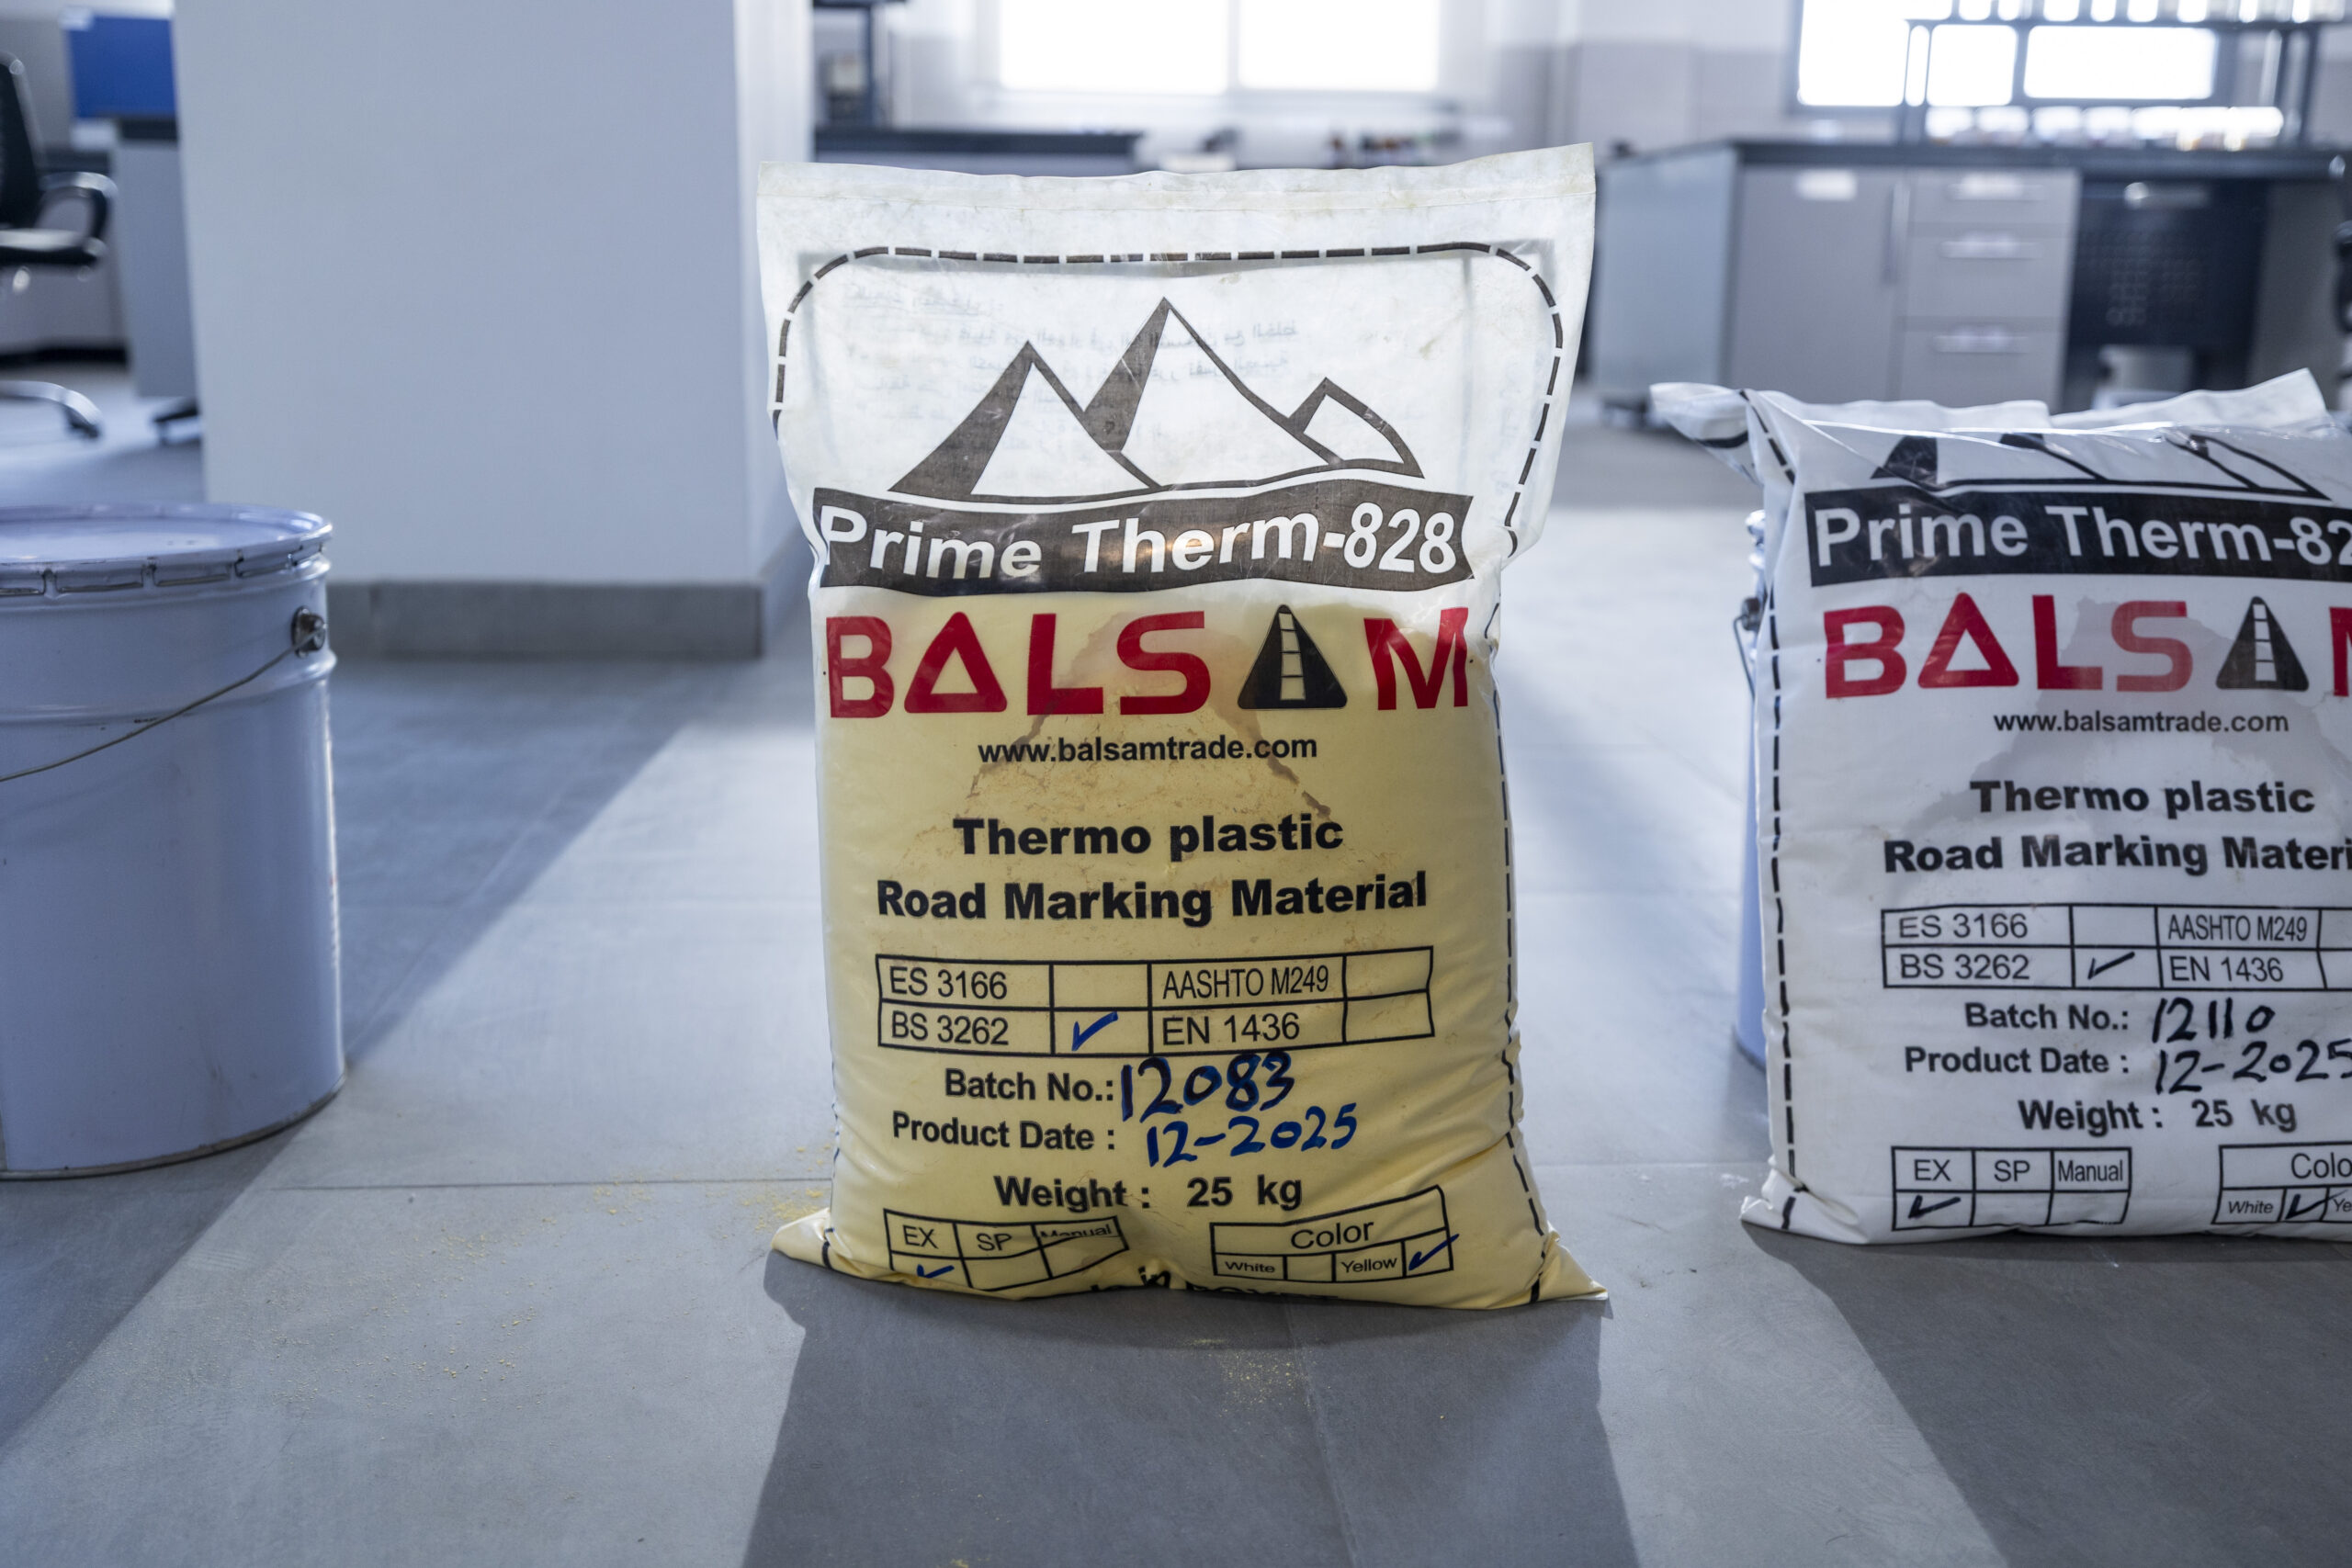 Prime Therm-828
BALSAM
www.balsamtrade.com
Thermo plastic
Road Marking Material
ES 3166 AASHTO M249
BS 3262 ✓ EN 1436
Batch No.: 12083
Product Date : 12-2025
Weight : 25 kg
EX SP Manual
✓
Color
White Yellow ✓
Prime Therm-82
BALSAM
www.balsamtrade.com
Thermo plastic
Road Marking Materi
ES 3166 AASHTO M249
BS 3262 ✓ EN 1436
Batch No.: 12110
Product Date : 12-2025
Weight : 25 kg
EX SP Manual
✓
Colo
White ✓ Ye